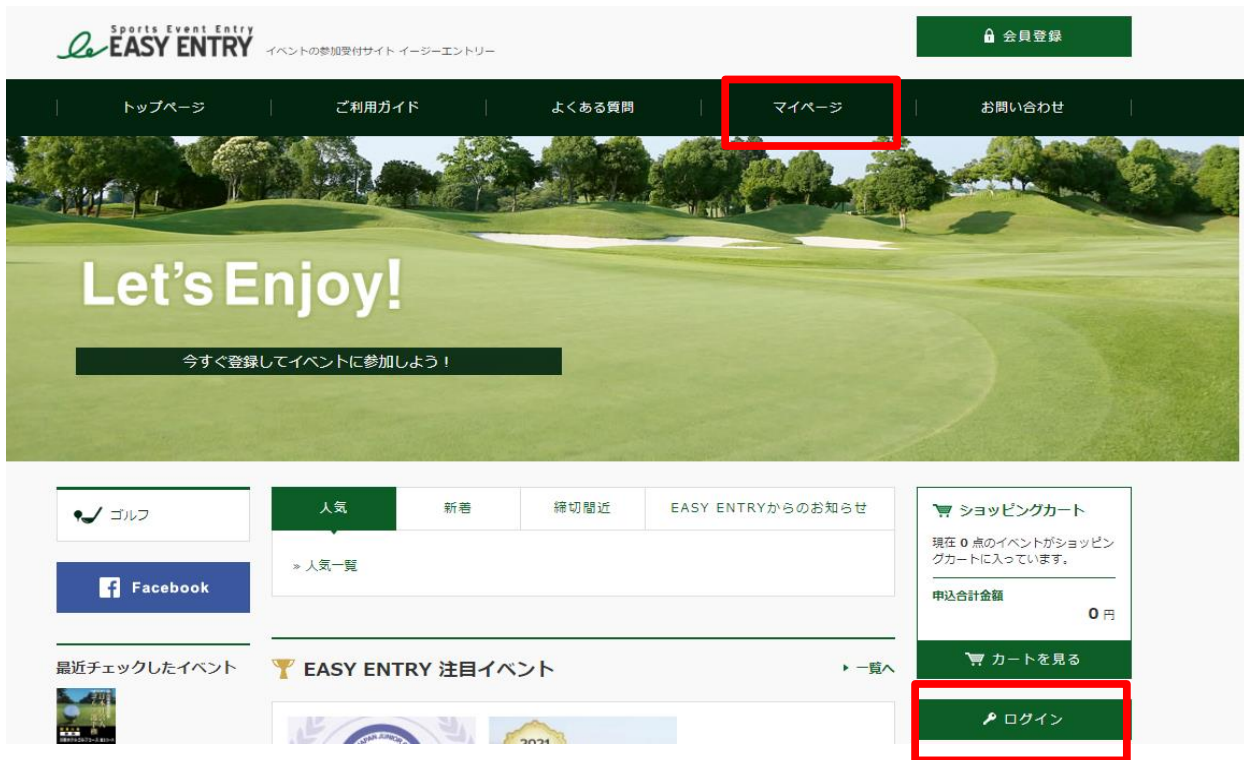 Sports Event Entry
EASY ENTRY
イベントの参加受付サイト イージーエントリー
会員登録
トップページ
ご利用ガイド
よくある質問
マイページ
お問い合わせ
Let's Enjoy!
今すぐ登録してイベントに参加しよう!
ゴルフ
Facebook
最近チェックしたイベント
人気
新着
締切間近
EASY ENTRYからのお知らせ
» 人気一覧
EASY ENTRY 注目イベント
一覧へ
2021
ショッピングカート
現在 0 点のイベントがショッピン
グカートに入っています。
申込合計金額
0 円
カートを見る
ログイン